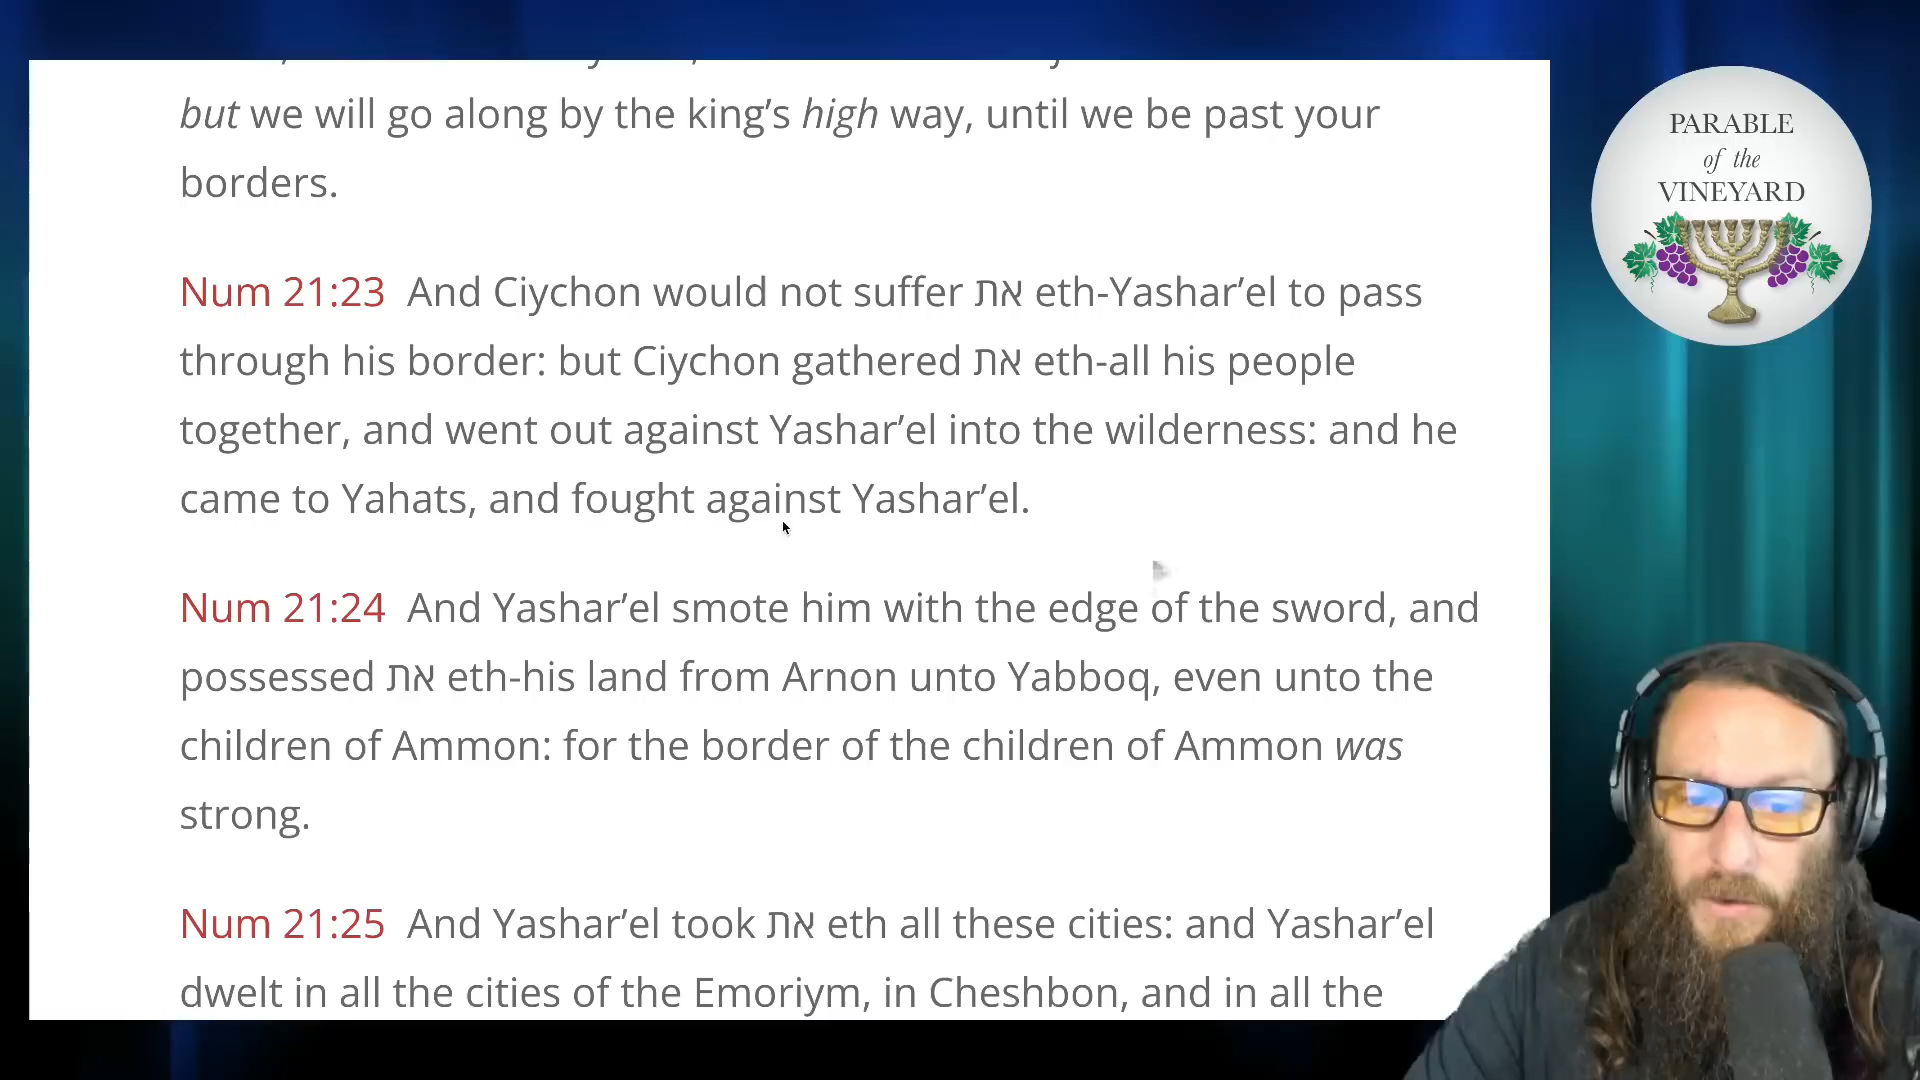 but we will go along by the king’s high way, until we be past your
borders.
Num 21:23 And Ciychon would not suffer את eth-Yashar’el to pass
through his border: but Ciychon gathered את eth-all his people
together, and went out against Yashar’el into the wilderness: and he
came to Yahats, and fought against Yashar’el.
Num 21:24 And Yashar’el smote him with the edge of the sword, and
possessed את eth-his land from Arnon unto Yabboq, even unto the
children of Ammon: for the border of the children of Ammon was
strong.
Num 21:25 And Yashar’el took את eth all these cities: and Yashar’el
dwelt in all the cities of the Emoriym, in Cheshbon, and in all the
PARABLE
of the
VINEYARD